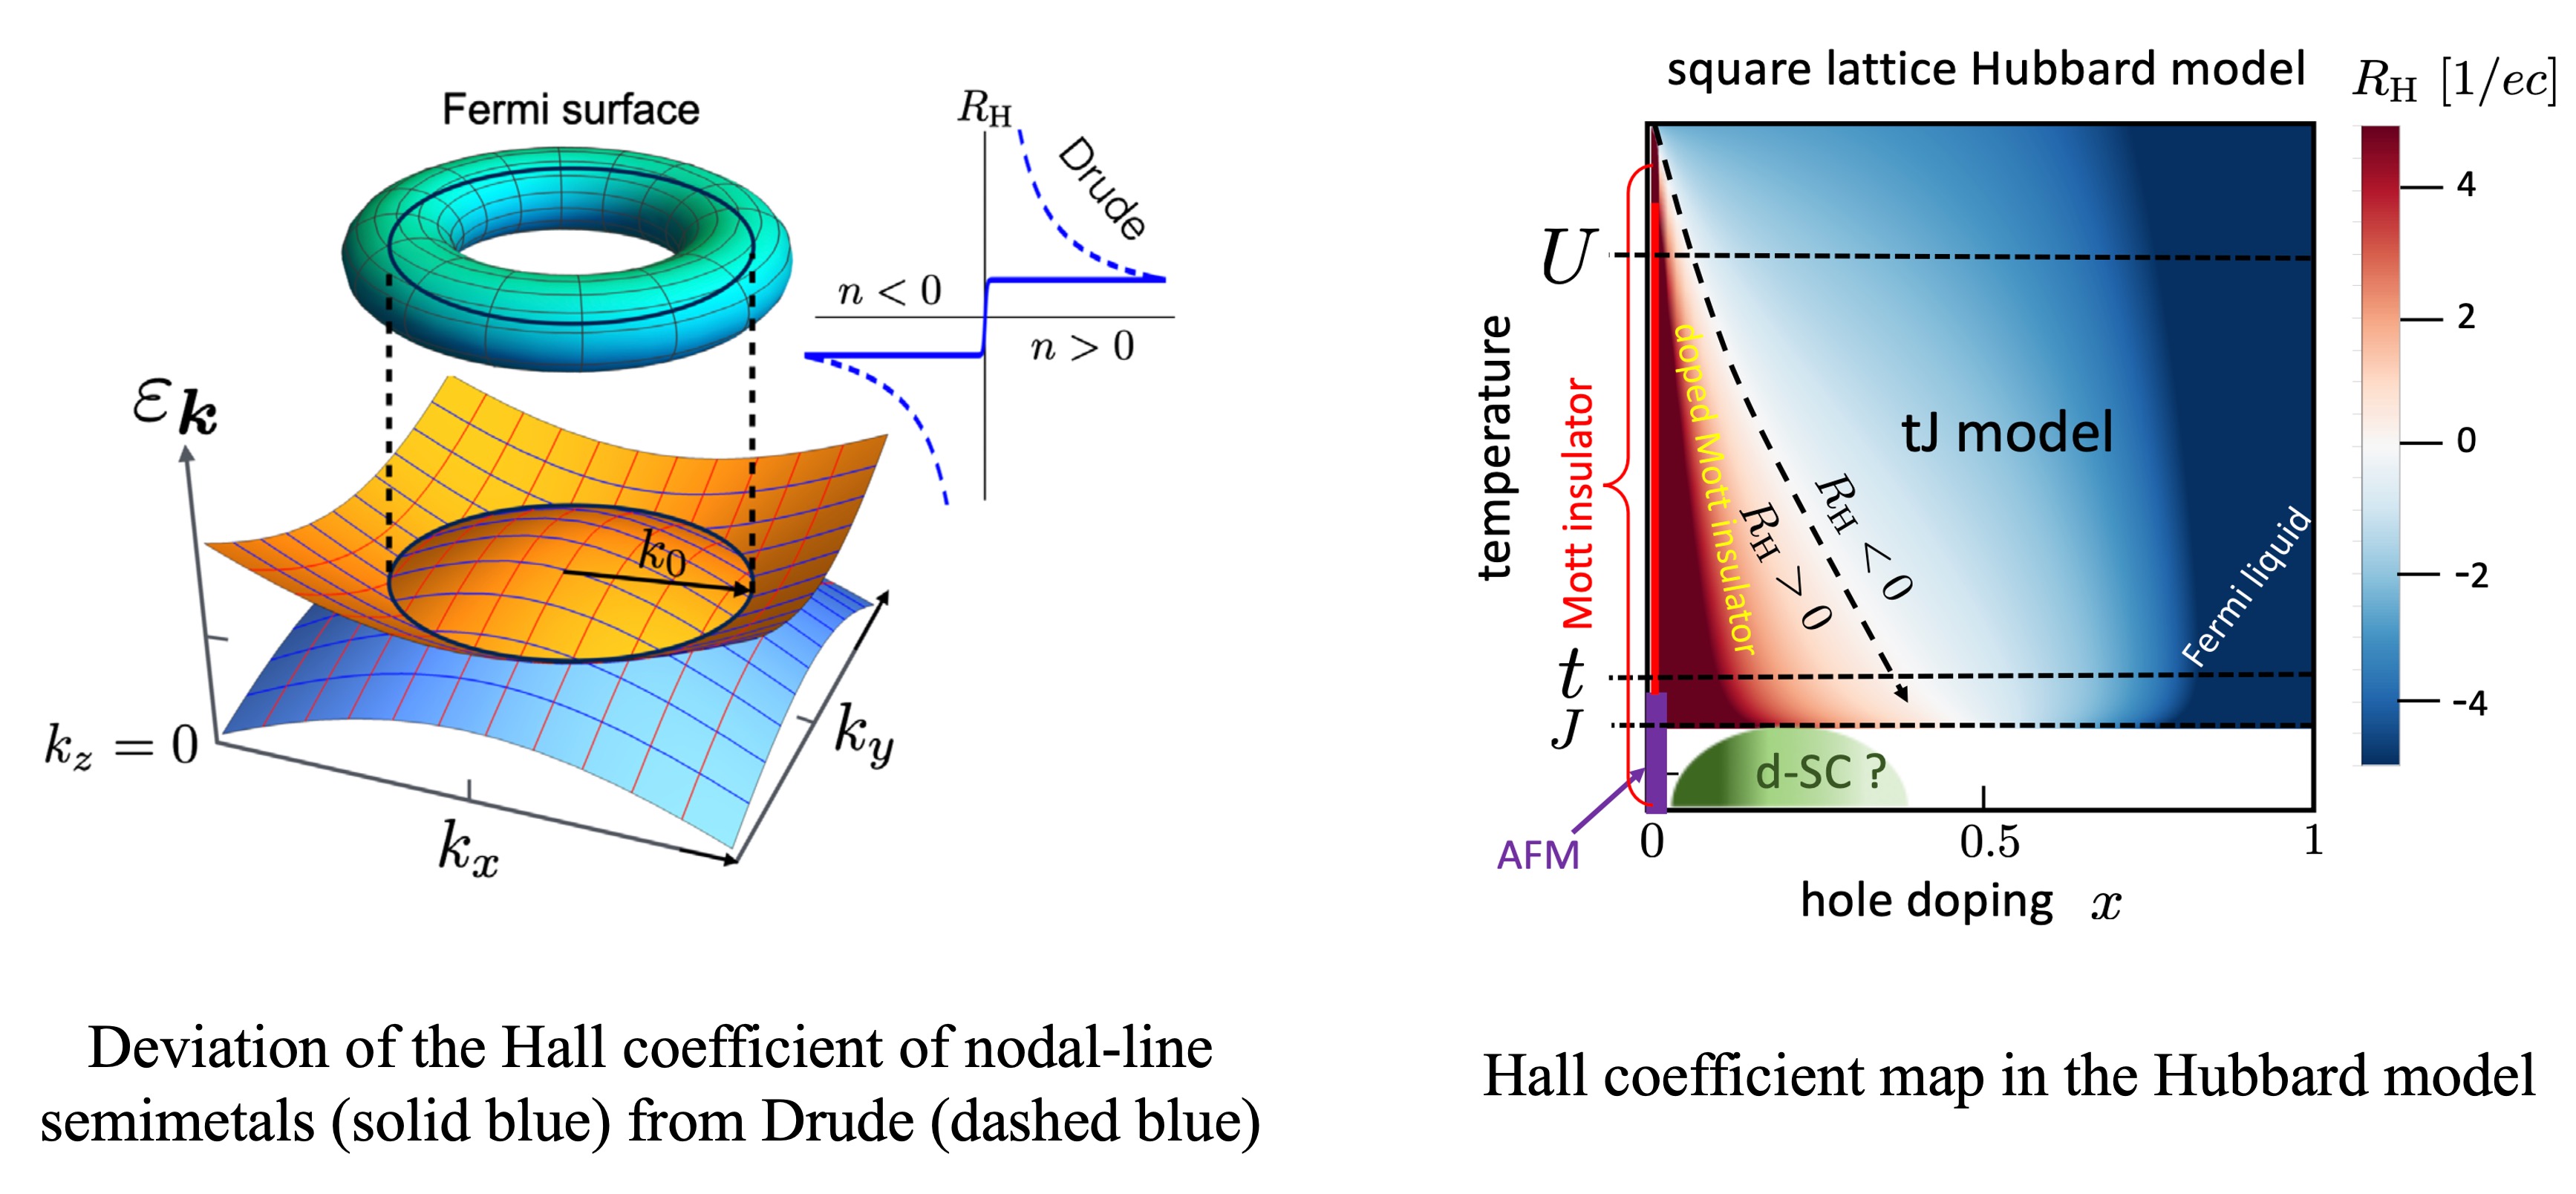 Fermi surface
R_H
Drude
n < 0
n > 0
ε_k
k_0
k_z = 0
k_x
k_y
Deviation of the Hall coefficient of nodal-line
semimetals (solid blue) from Drude (dashed blue)
square lattice Hubbard model
R_H [1/ec]
4
2
0
-2
-4
U
t
J
temperature
Mott insulator
doped Mott insulator
R_H > 0
R_H < 0
tJ model
Fermi liquid
d-SC ?
AFM
0
0.5
1
hole doping x
Hall coefficient map in the Hubbard model